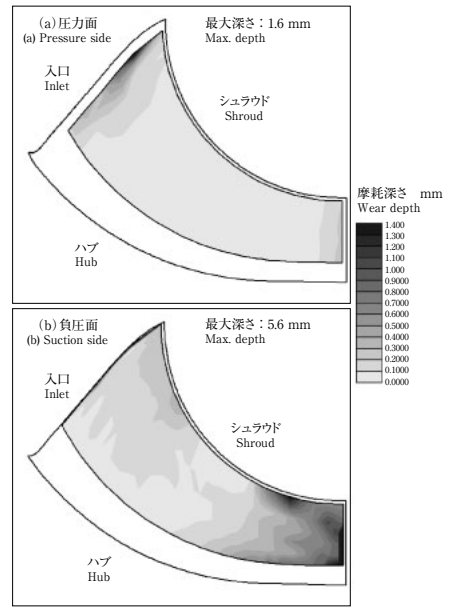 (a)圧力面
(a) Pressure side
最大深さ：1.6 mm
Max. depth
入口
Inlet
シュラウド
Shroud
ハブ
Hub
摩耗深さ　mm
Wear depth
1.400
1.300
1.200
1.100
1.000
0.9000
0.8000
0.7000
0.6000
0.5000
0.4000
0.3000
0.2000
0.1000
0.0000
(b)負圧面
(b) Suction side
最大深さ：5.6 mm
Max. depth
入口
Inlet
シュラウド
Shroud
ハブ
Hub